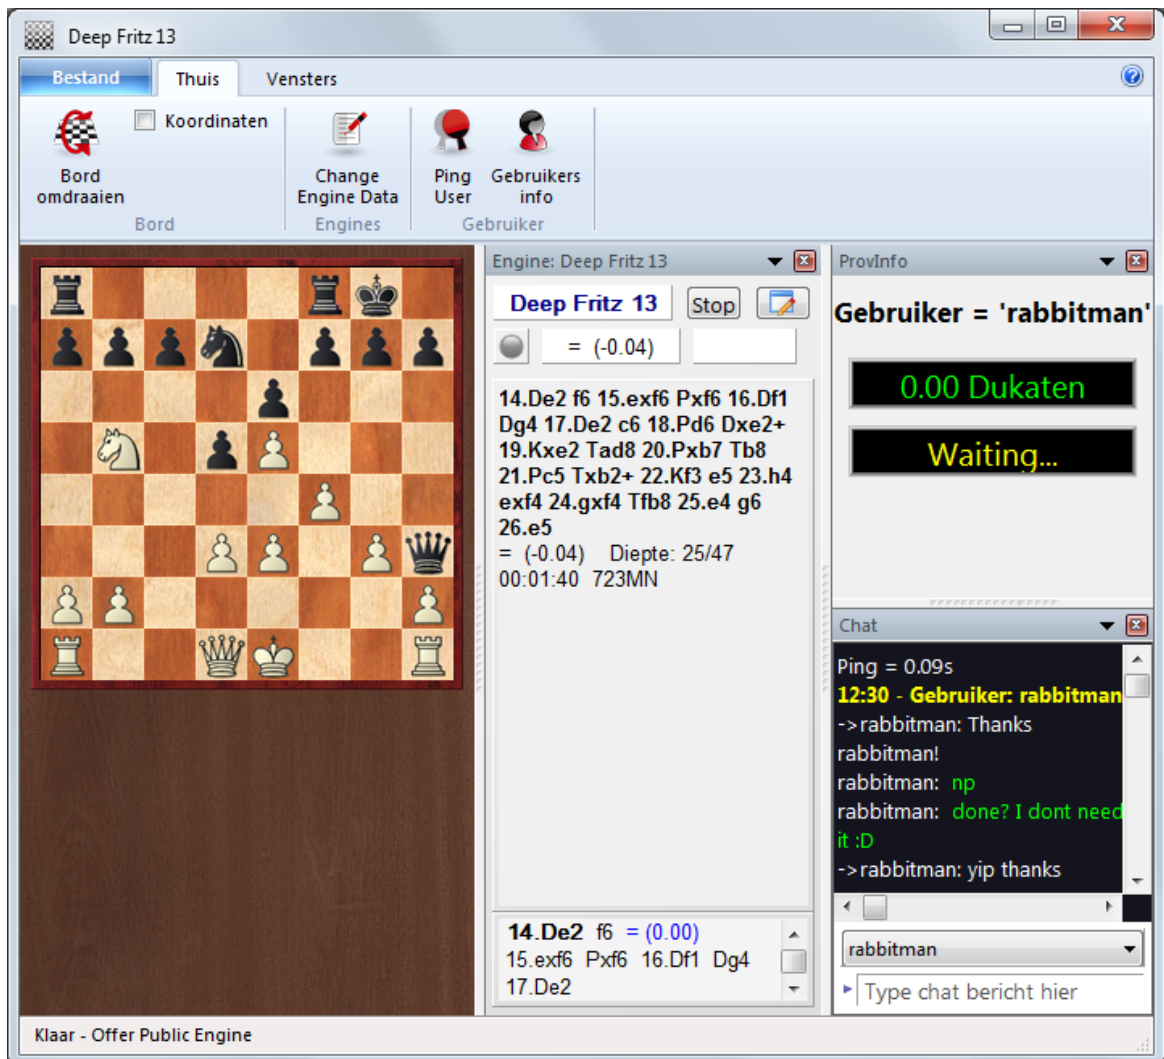 Deep Fritz 13
Bestand Thuis Vensters
Koordinaten
Bord
omdraaien
Change
Engine Data
Ping
User
Gebruikers
info
Bord Engines Gebruiker
Engine: Deep Fritz 13
Deep Fritz 13 Stop
= (-0.04)
14.De2 f6 15.exf6 Pxf6 16.Df1
Dg4 17.De2 c6 18.Pd6 Dxe2+
19.Kxe2 Tad8 20.Pxb7 Tb8
21.Pc5 Txb2+ 22.Kf3 e5 23.h4
exf4 24.gxf4 Tfb8 25.e4 g6
26.e5
= (-0.04) Diepte: 25/47
00:01:40 723MN
14.De2 f6 = (0.00)
15.exf6 Pxf6 16.Df1 Dg4
17.De2
ProvInfo
Gebruiker = 'rabbitman'
0.00 Dukaten
Waiting...
Chat
Ping = 0.09s
12:30 - Gebruiker: rabbitman
->rabbitman: Thanks
rabbitman!
rabbitman: np
rabbitman: done? I dont need
it :D
->rabbitman: yip thanks
rabbitman
Type chat bericht hier
Klaar - Offer Public Engine